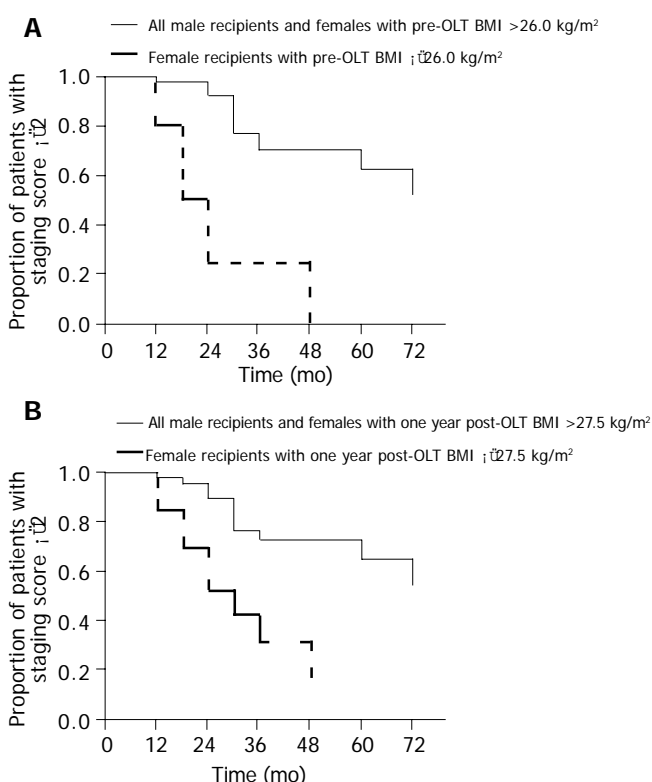 A
All male recipients and females with pre-OLT BMI >26.0 kg/m²
Female recipients with pre-OLT BMI ¡Ü26.0 kg/m²
Proportion of patients with
staging score ¡Ü2
1.0
0.8
0.6
0.4
0.2
0.0
0 12 24 36 48 60 72
Time (mo)
B
All male recipients and females with one year post-OLT BMI >27.5 kg/m²
Female recipients with one year post-OLT BMI ¡Ü27.5 kg/m²
Proportion of patients with
staging score ¡Ü2
1.0
0.8
0.6
0.4
0.2
0.0
0 12 24 36 48 60 72
Time (mo)